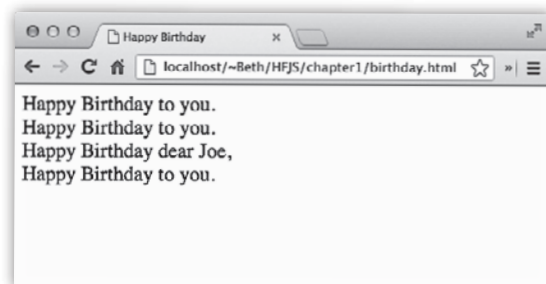 Happy Birthday
localhost/~Beth/HFJS/chapter1/birthday.html
Happy Birthday to you.
Happy Birthday to you.
Happy Birthday dear Joe,
Happy Birthday to you.